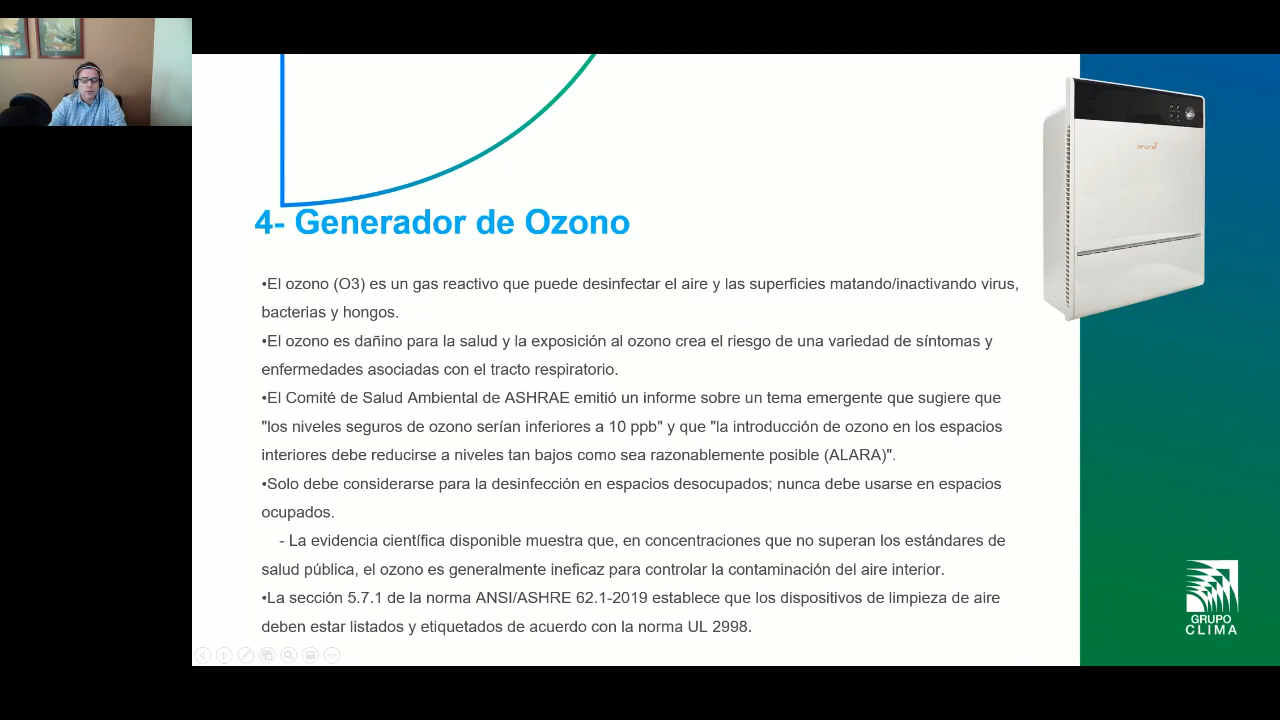 4- Generador de Ozono
•El ozono (O3) es un gas reactivo que puede desinfectar el aire y las superficies matando/inactivando virus,
bacterias y hongos.
•El ozono es dañino para la salud y la exposición al ozono crea el riesgo de una variedad de síntomas y
enfermedades asociadas con el tracto respiratorio.
•El Comité de Salud Ambiental de ASHRAE emitió un informe sobre un tema emergente que sugiere que
"los niveles seguros de ozono serían inferiores a 10 ppb" y que "la introducción de ozono en los espacios
interiores debe reducirse a niveles tan bajos como sea razonablemente posible (ALARA)".
•Solo debe considerarse para la desinfección en espacios desocupados; nunca debe usarse en espacios
ocupados.
- La evidencia científica disponible muestra que, en concentraciones que no superan los estándares de
salud pública, el ozono es generalmente ineficaz para controlar la contaminación del aire interior.
•La sección 5.7.1 de la norma ANSI/ASHRE 62.1-2019 establece que los dispositivos de limpieza de aire
deben estar listados y etiquetados de acuerdo con la norma UL 2998.
GRUPO
CLIMA